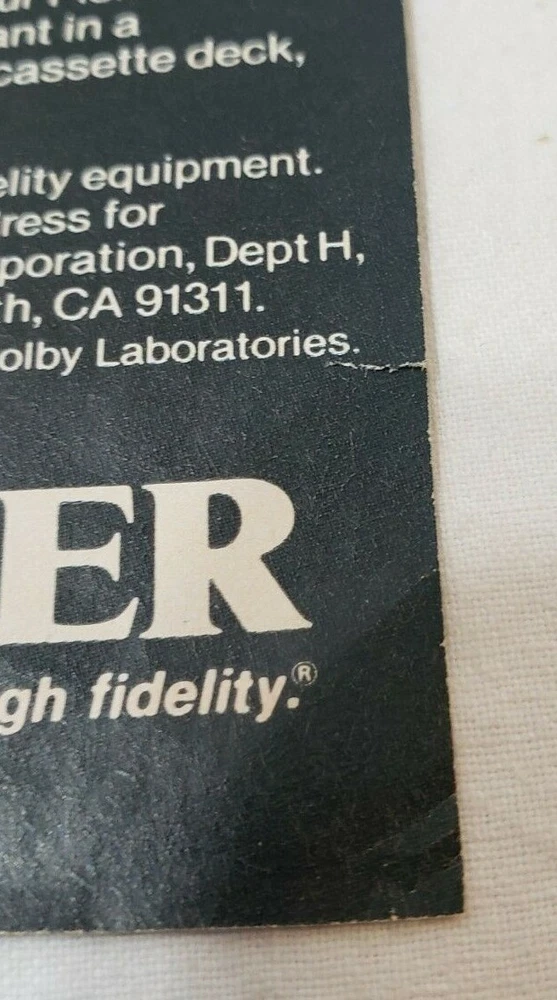 ant in a
cassette deck,
elity equipment.
ress for
poration, Dept H,
h, CA 91311.
olby Laboratories.
ER
gh fidelity.®